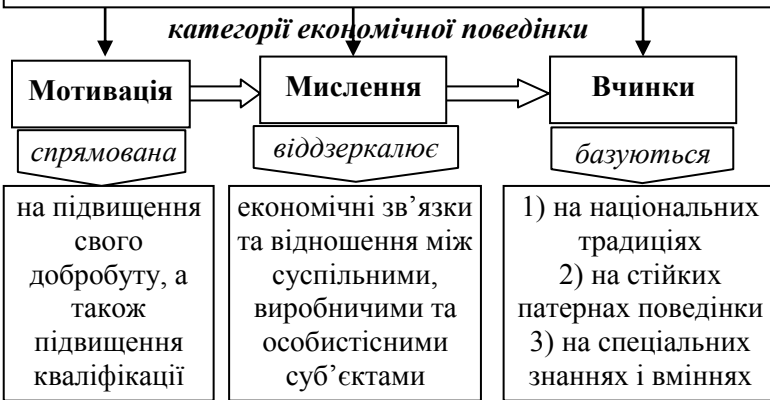 категорії економічної поведінки
Мотивація
Мислення
Вчинки
спрямована
віддзеркалює
базуються
на підвищення
свого
добробуту, а
також
підвищення
кваліфікації
економічні зв’язки
та відношення між
суспільними,
виробничими та
особистісними
суб’єктами
1) на національних
традиціях
2) на стійких
патернах поведінки
3) на спеціальних
знаннях і вміннях